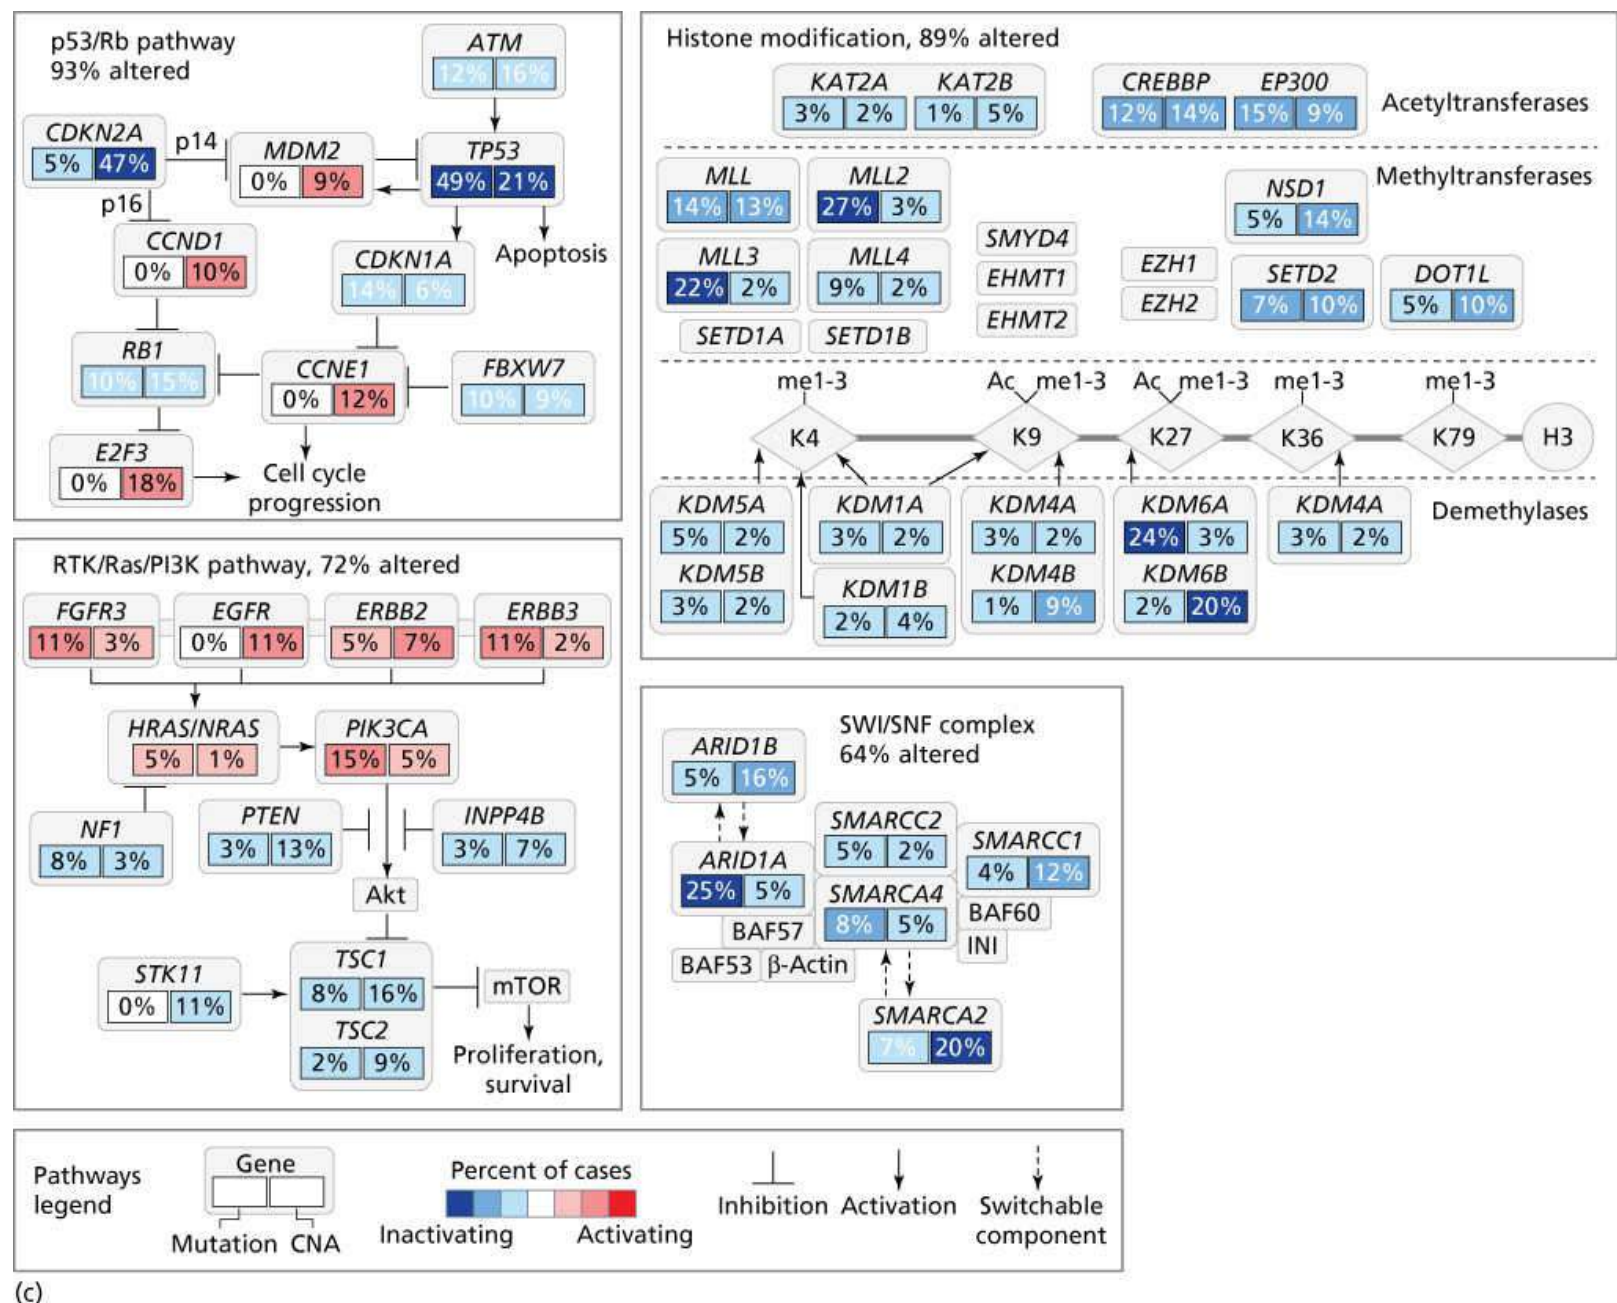 p53/Rb pathway
93% altered
ATM
12% 16%
CDKN2A
5% 47%
p14
MDM2
0% 9%
TP53
49% 21%
p16
CCND1
0% 10%
CDKN1A
14% 6%
Apoptosis
RB1
10% 15%
CCNE1
0% 12%
FBXW7
10% 9%
E2F3
0% 18%
Cell cycle
progression
RTK/Ras/PI3K pathway, 72% altered
FGFR3 EGFR ERBB2 ERBB3
11% 3% 0% 11% 5% 7% 11% 2%
HRAS/NRAS PIK3CA
5% 1% 15% 5%
NF1
8% 3%
PTEN
3% 13%
INPP4B
3% 7%
Akt
STK11
0% 11%
TSC1
8% 16%
TSC2
2% 9%
mTOR
Proliferation,
survival
Histone modification, 89% altered
KAT2A KAT2B CREBBP EP300
3% 2% 1% 5% 12% 14% 15% 9%
Acetyltransferases
Methyltransferases
MLL MLL2
14% 13% 27% 3%
MLL3 MLL4
22% 2% 9% 2%
SETD1A SETD1B
SMYD4
EHMT1
EHMT2
EZH1
EZH2
NSD1
5% 14%
SETD2 DOT1L
7% 10% 5% 10%
me1-3 Ac me1-3 Ac me1-3 me1-3 me1-3
K4 K9 K27 K36 K79 H3
KDM5A KDM1A KDM4A KDM6A KDM4A
5% 2% 3% 2% 3% 2% 24% 3% 3% 2%
Demethylases
KDM5B KDM1B KDM4B KDM6B
3% 2% 2% 4% 1% 9% 2% 20%
SWI/SNF complex
64% altered
ARID1B
5% 16%
ARID1A
25% 5%
SMARCC2
5% 2%
SMARCC1
4% 12%
SMARCA4
8% 5%
BAF60
BAF57
INI
BAF53 β-Actin
SMARCA2
7% 20%
Pathways
legend
Gene
Mutation CNA
Percent of cases
Inactivating Activating
Inhibition Activation Switchable
component
(c)